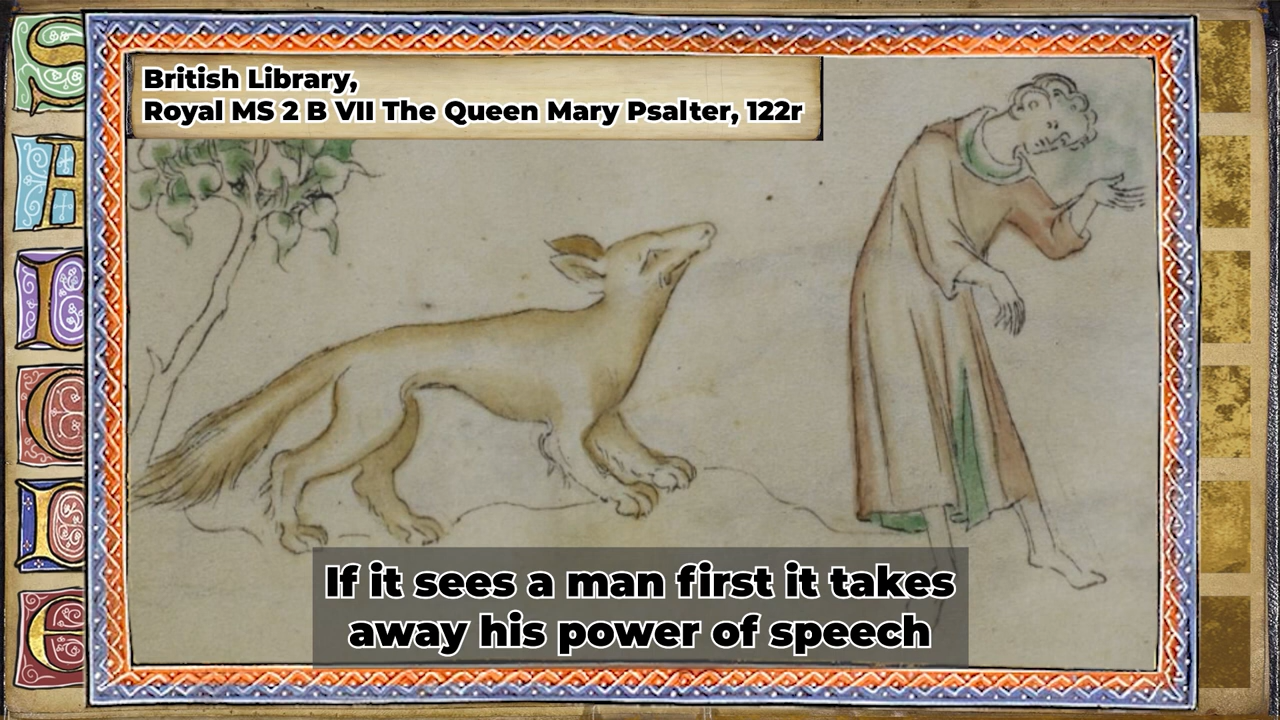 British Library,
Royal MS 2 B VII The Queen Mary Psalter, 122r
If it sees a man first it takes
away his power of speech